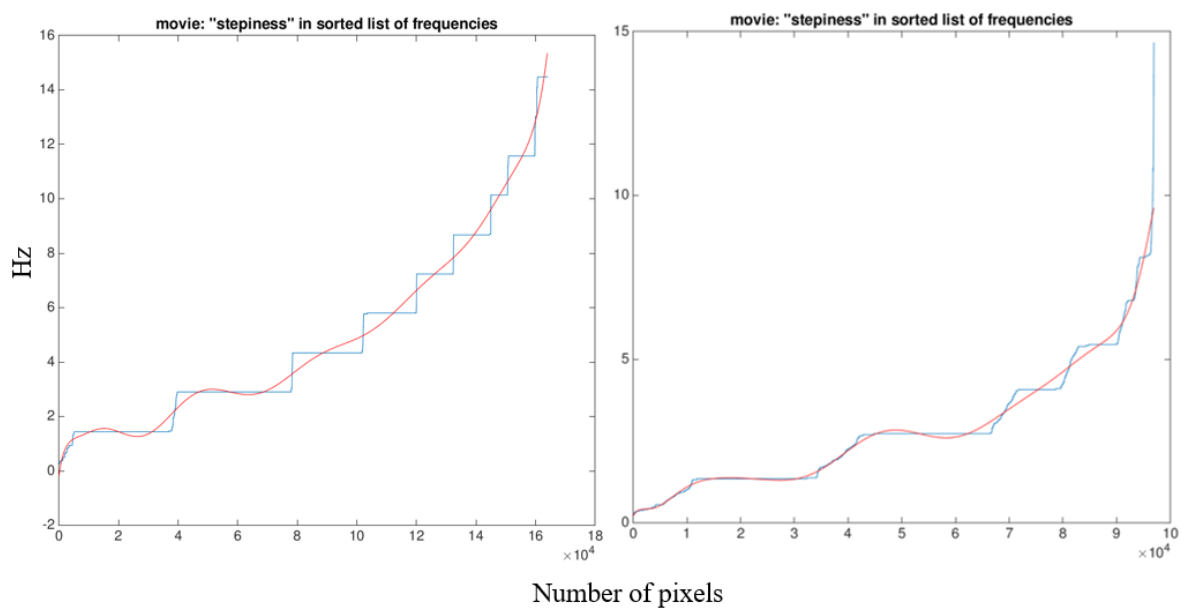 movie: "stepiness" in sorted list of frequencies
16
14
12
10
8
6
4
2
0
-2
Hz
0 2 4 6 8 10 12 14 16 18
× 10^4
movie: "stepiness" in sorted list of frequencies
15
10
5
0
0 1 2 3 4 5 6 7 8 9 10
× 10^4
Number of pixels